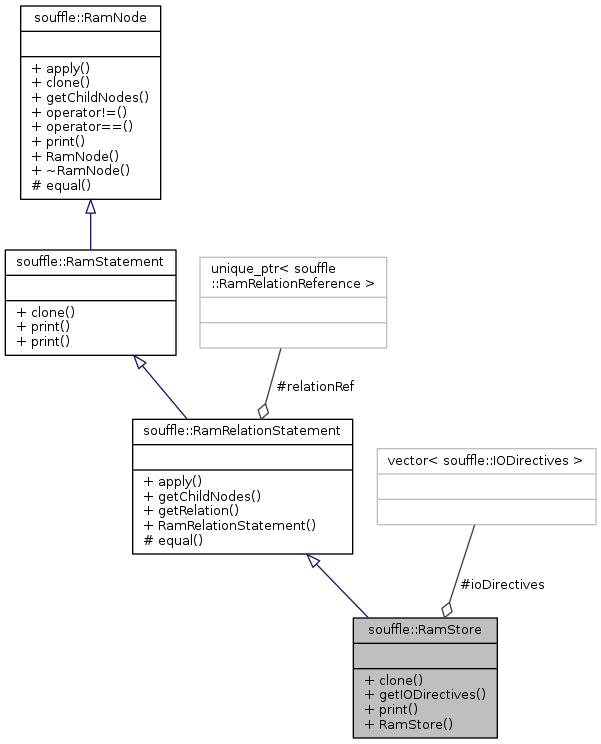 souffle::RamNode
+ apply()
+ clone()
+ getChildNodes()
+ operator!=()
+ operator==()
+ print()
+ RamNode()
+ ~RamNode()
# equal()
souffle::RamStatement
+ clone()
+ print()
+ print()
unique_ptr< souffle
::RamRelationReference >
#relationRef
souffle::RamRelationStatement
+ apply()
+ getChildNodes()
+ getRelation()
+ RamRelationStatement()
# equal()
vector< souffle::IODirectives >
#ioDirectives
souffle::RamStore
+ clone()
+ getIODirectives()
+ print()
+ RamStore()